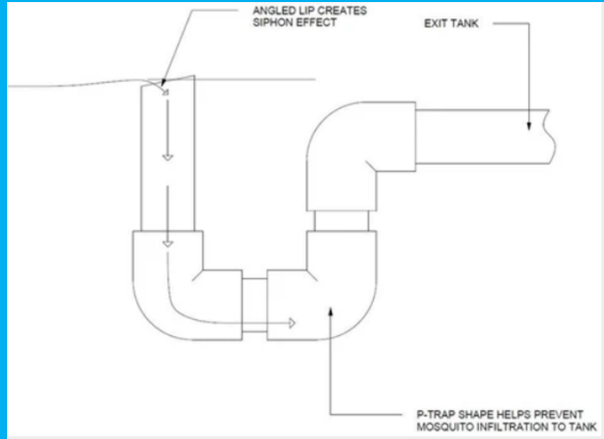 ANGLED LIP CREATES
SIPHON EFFECT
EXIT TANK
P-TRAP SHAPE HELPS PREVENT
MOSQUITO INFILTRATION TO TANK